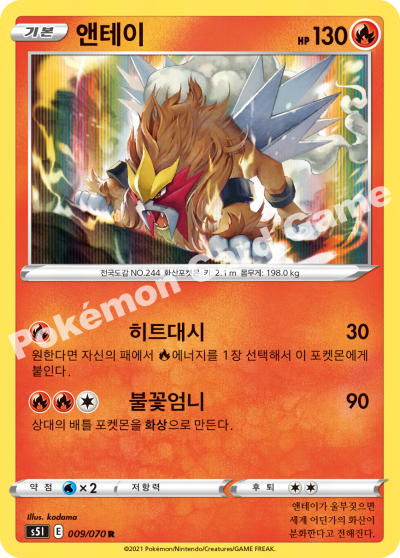 기본 앤테이 HP 130
전국도감 NO.244 화산포켓몬 키: 2.1m 몸무게: 198.0kg
히트대시 30
원한다면 자신의 패에서 에너지를 1장 선택해서 이 포켓몬에게
붙인다.
불꽃엄니 90
상대의 배틀 포켓몬을 화상으로 만든다.
약점 ×2 저항력 후퇴
Illus. kodama
s5I E 009/070 R
앤테이가 울부짖으면
세계 어딘가의 화산이
분화한다고 전해진다.
©2021 Pokémon/Nintendo/Creatures/GAME FREAK.
Pokémon Card Game